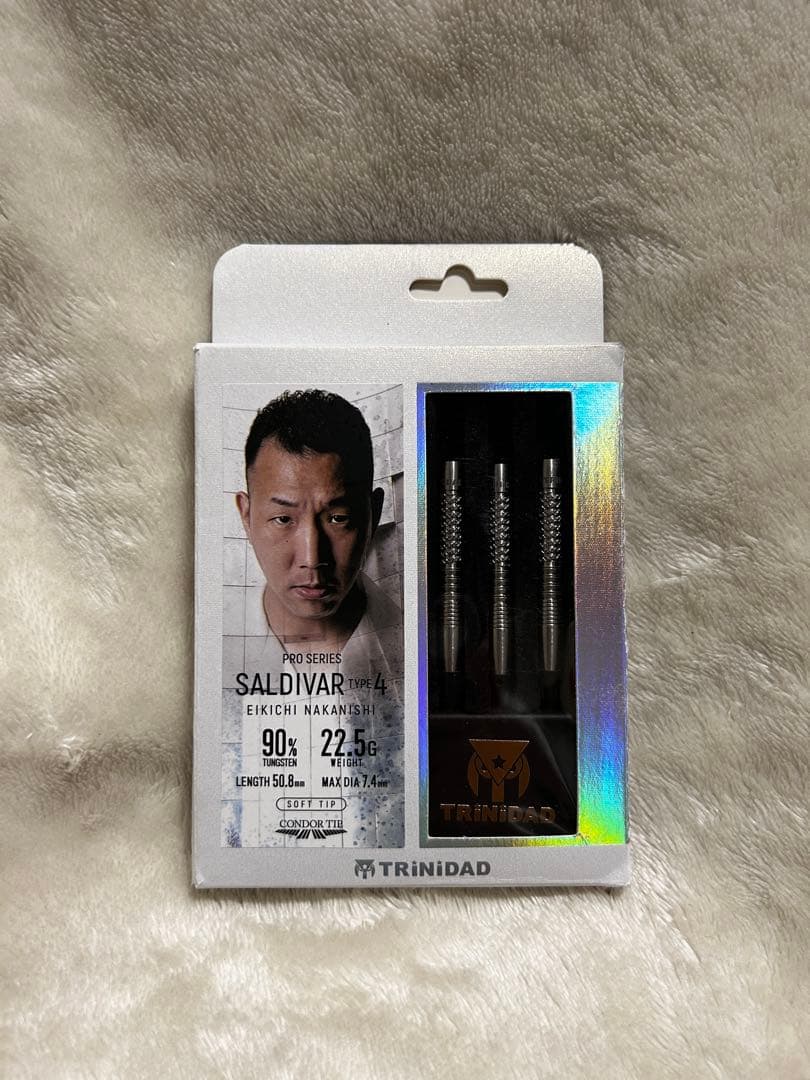 PRO SERIES
SALDIVAR TYPE 4
EIKICHI NAKANISHI
90% 22.5G
TUNGSTEN WEIGHT
LENGTH 50.8mm MAX DIA 7.4mm
SOFT TIP
CONDOR TIP
TRiNiDAD
TRiNiDAD